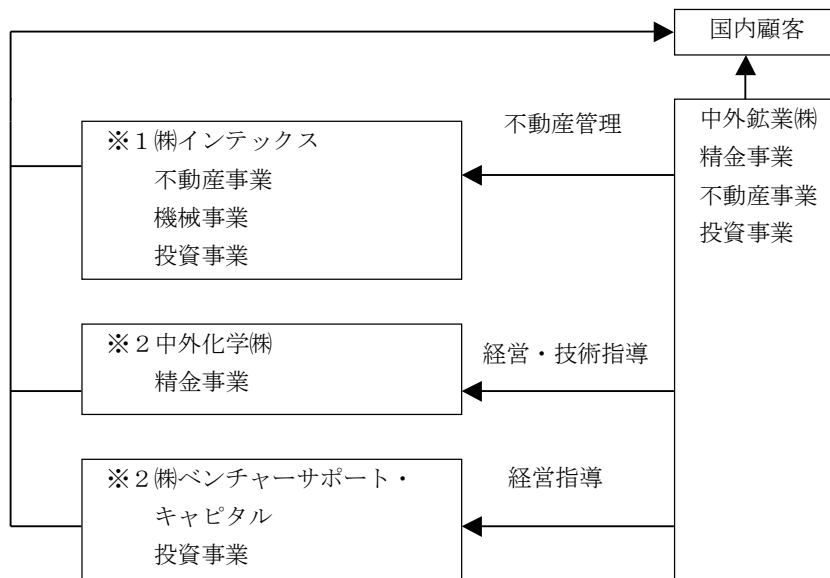 国内顧客
中外鉱業㈱
精金事業
不動産事業
投資事業
不動産管理
※１㈱インテックス
不動産事業
機械事業
投資事業
経営・技術指導
※２中外化学㈱
精金事業
経営指導
※２㈱ベンチャーサポート・
キャピタル
投資事業